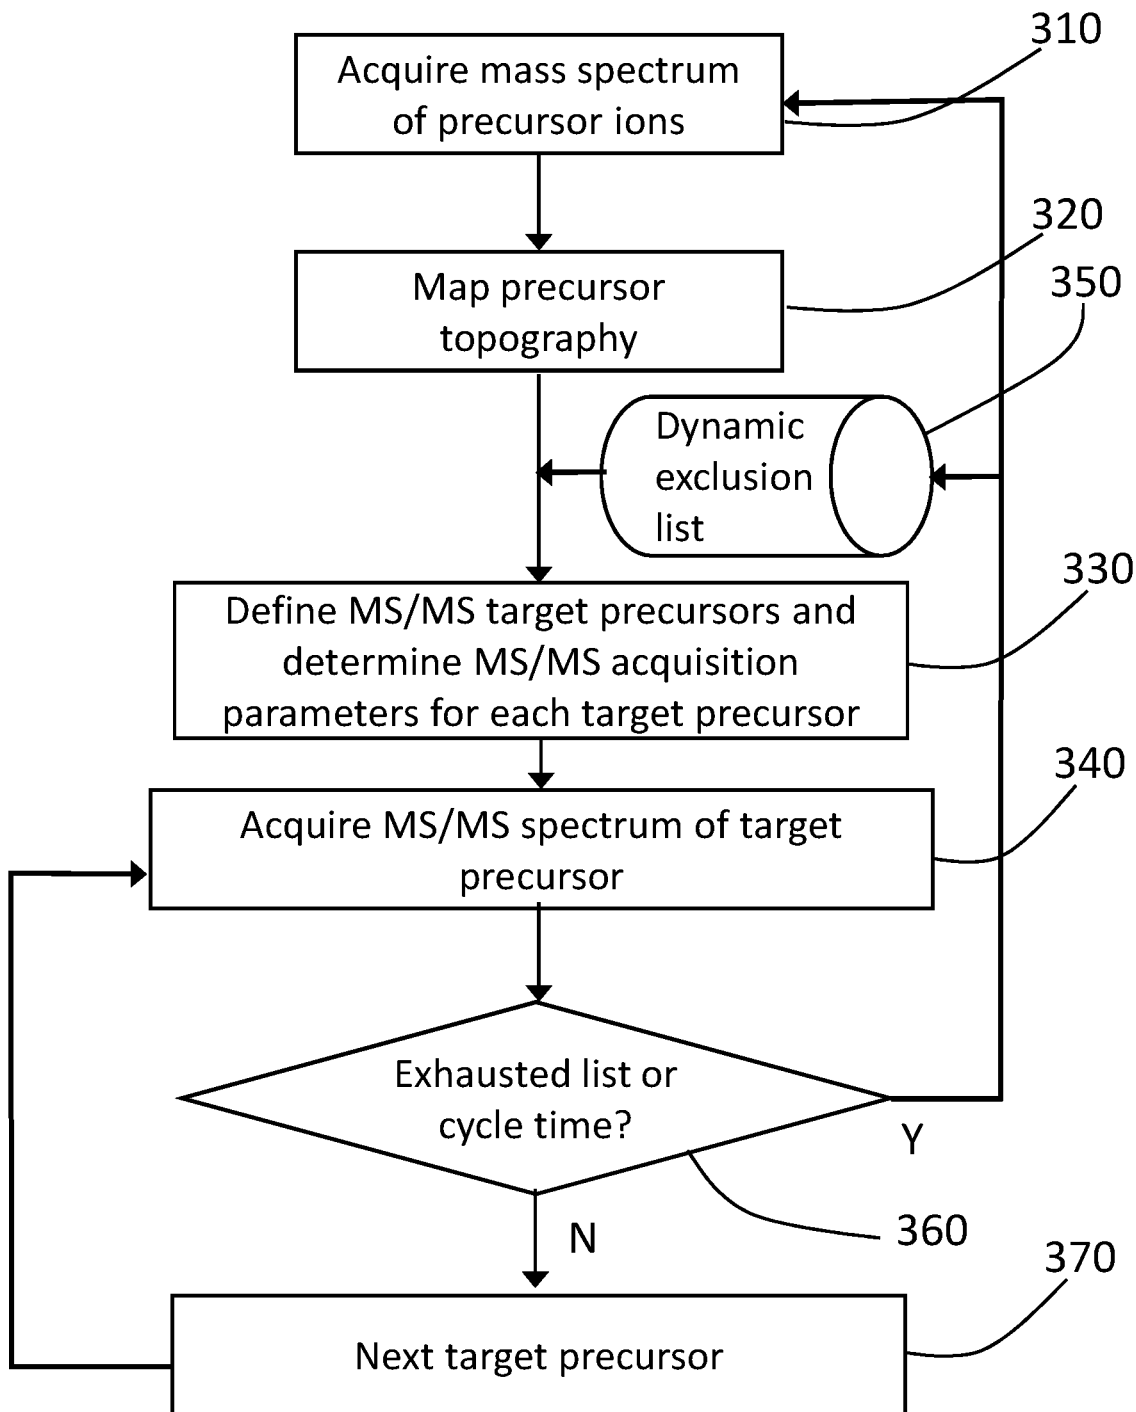 310
Acquire mass spectrum
of precursor ions
320
Map precursor
topography
350
Dynamic
exclusion
list
330
Define MS/MS target precursors and
determine MS/MS acquisition
parameters for each target precursor
340
Acquire MS/MS spectrum of target
precursor
Exhausted list or
cycle time?
Y
360
N
370
Next target precursor